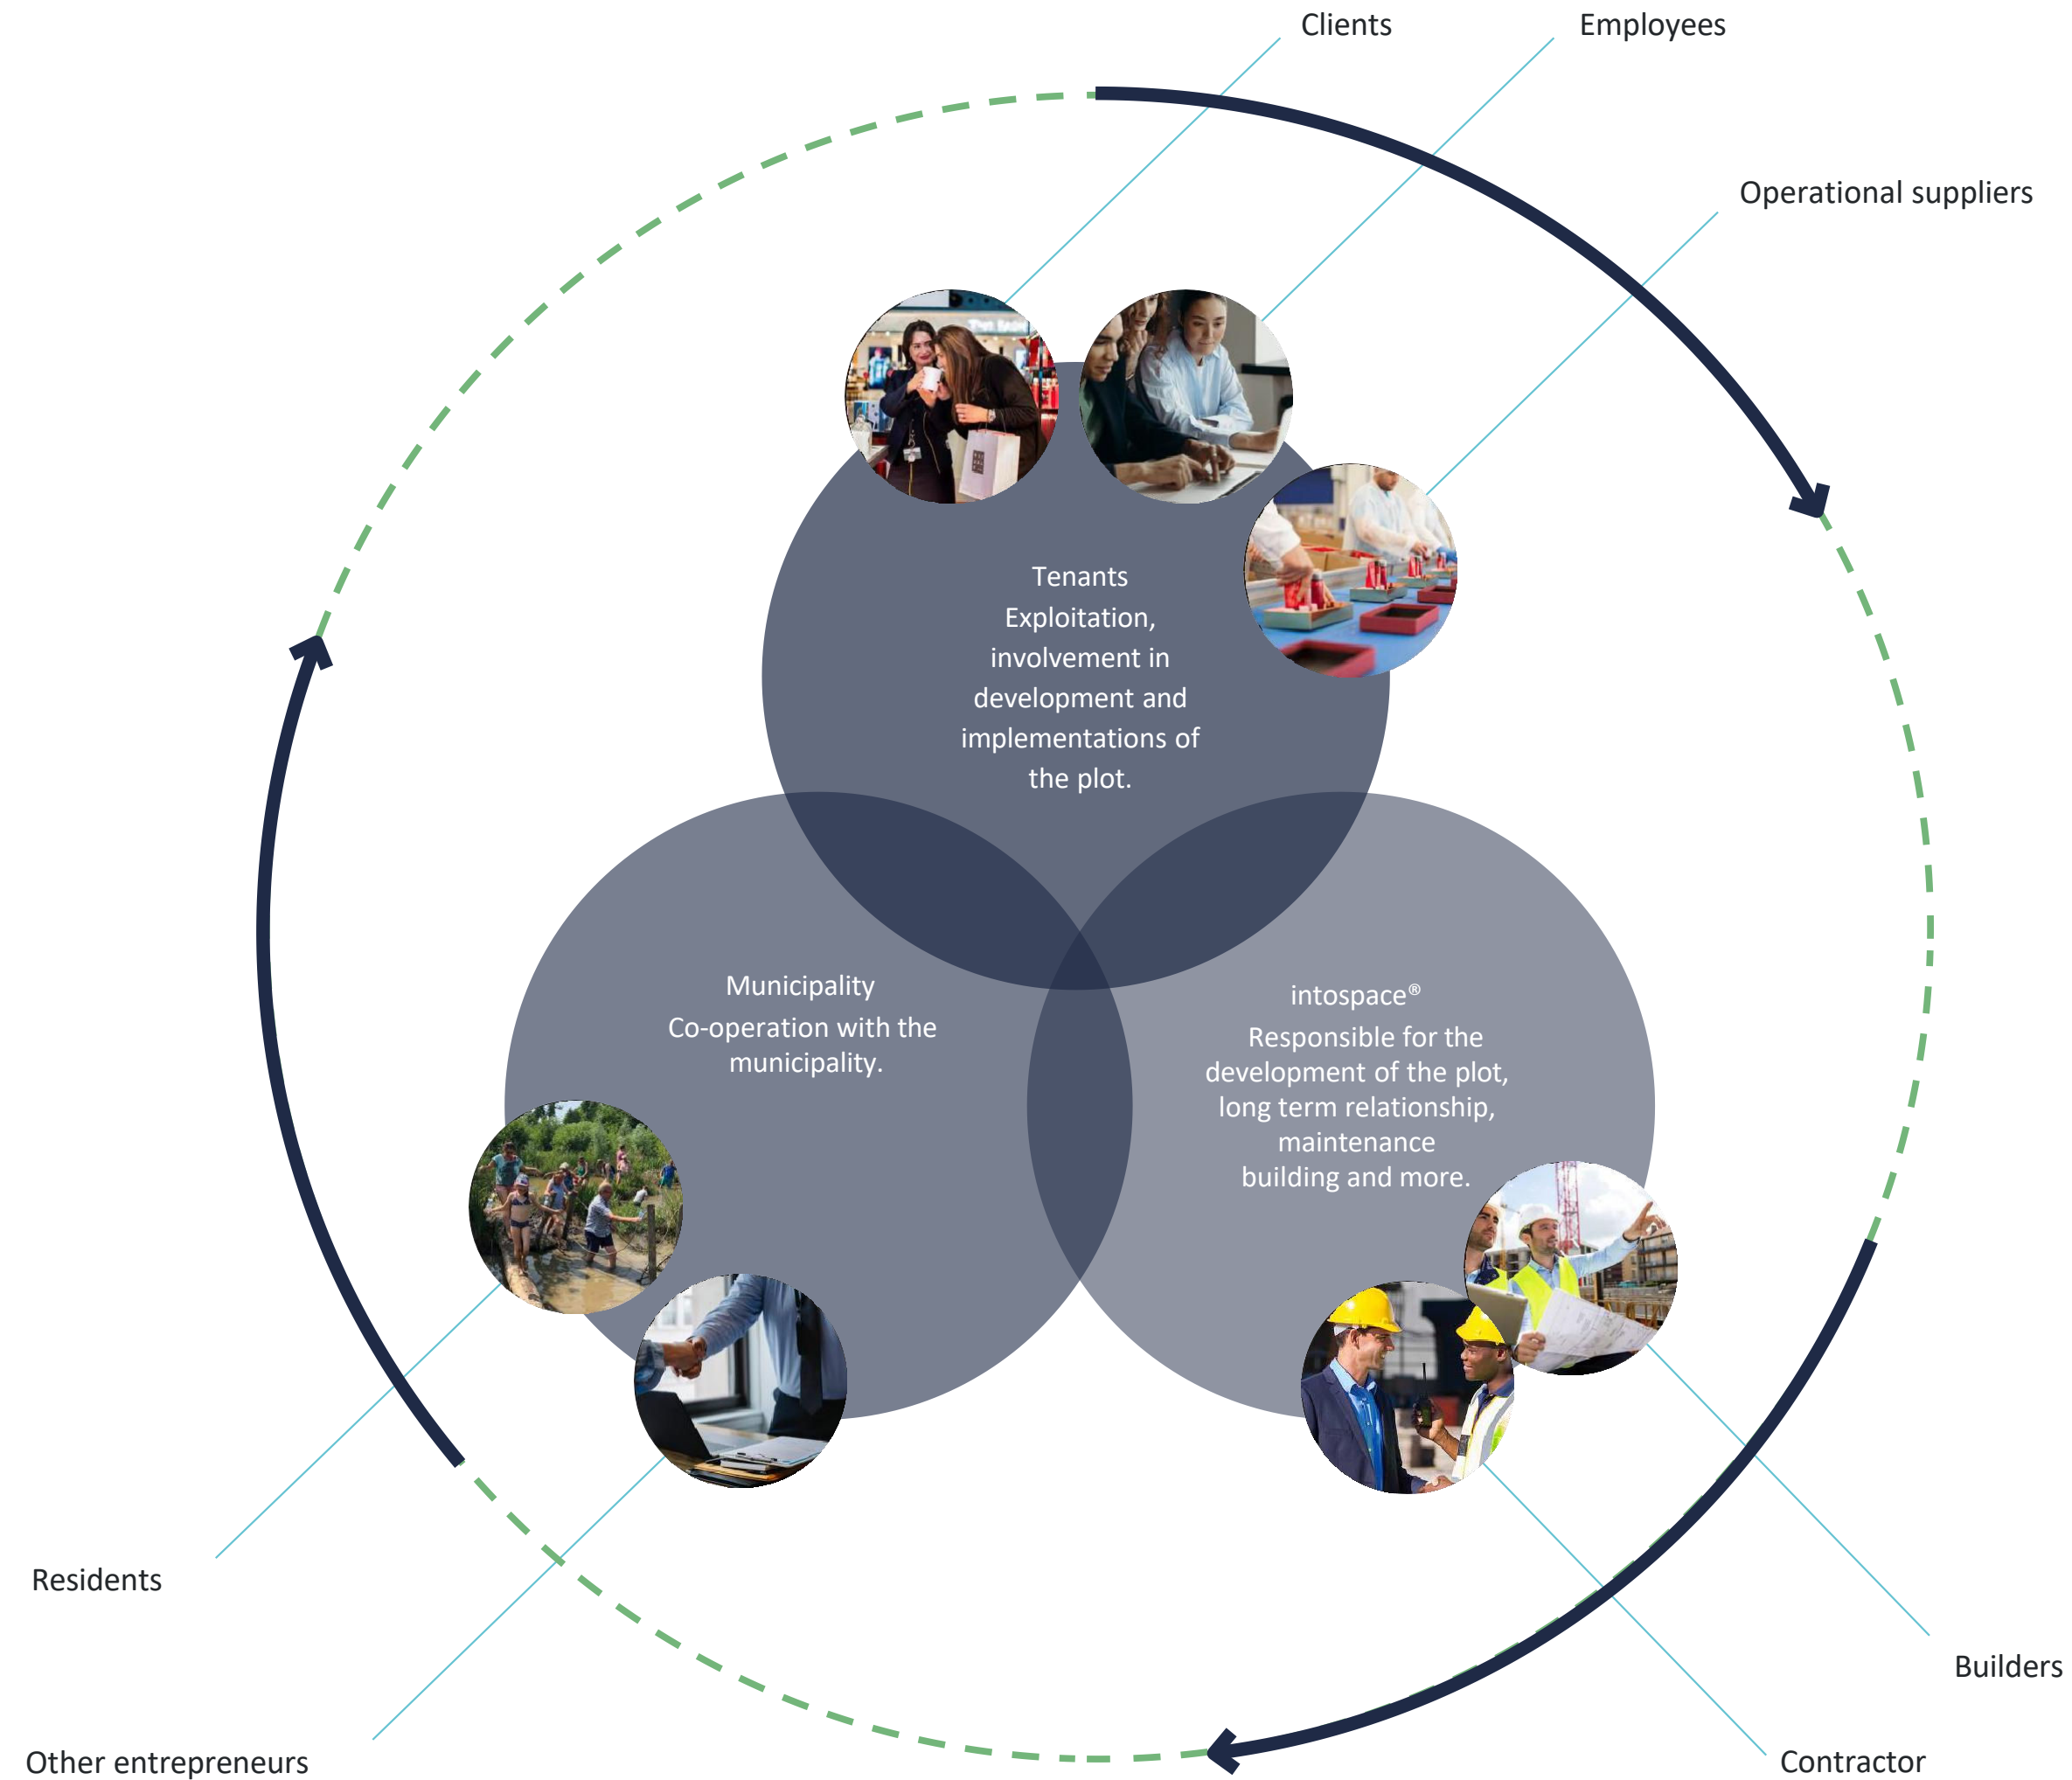 Clients
Employees
Operational suppliers
Tenants
Exploitation,
involvement in
development and
implementations of
the plot.
Municipality
Co-operation with the
municipality.
intospace®
Responsible for the
development of the plot,
long term relationship,
maintenance
building and more.
Residents
Builders
Other entrepreneurs
Contractor